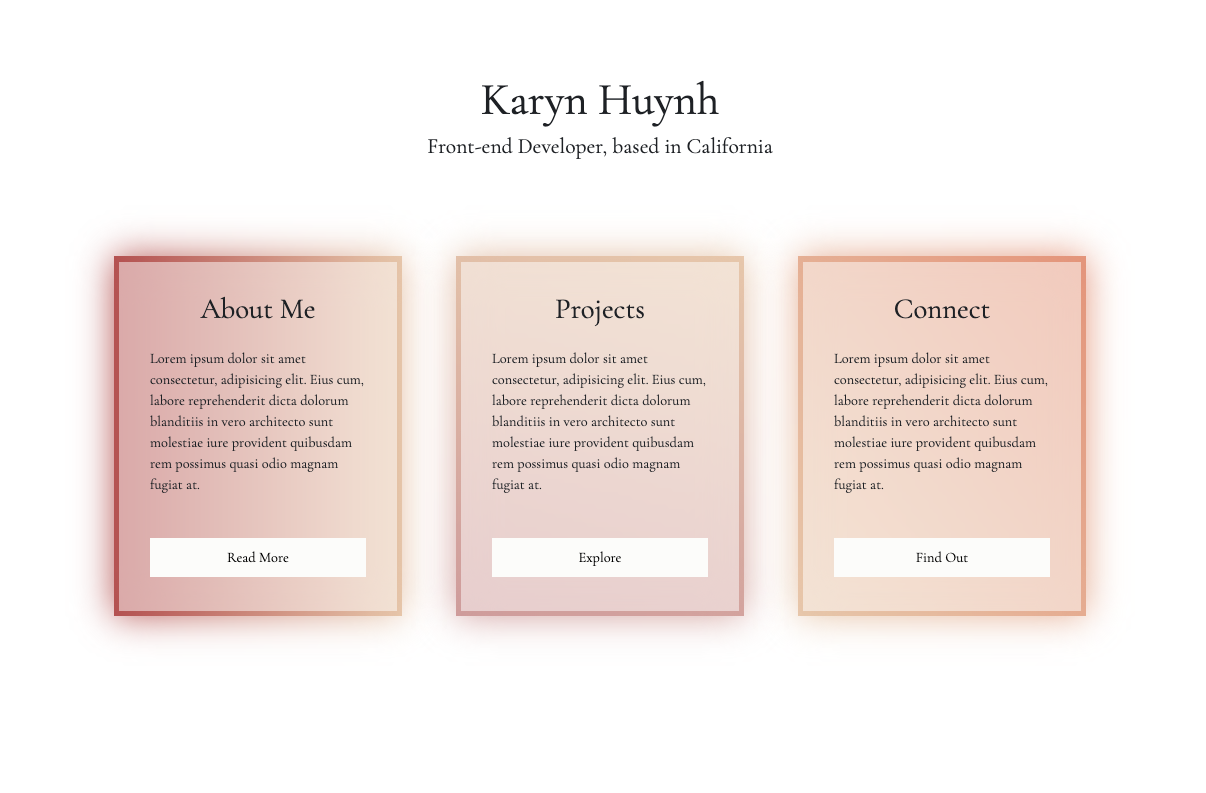 Karyn Huynh
Front-end Developer, based in California
About Me
Lorem ipsum dolor sit amet
consectetur, adipisicing elit. Eius cum,
labore reprehenderit dicta dolorum
blanditiis in vero architecto sunt
molestiae iure provident quibusdam
rem possimus quasi odio magnam
fugiat at.
Read More
Projects
Lorem ipsum dolor sit amet
consectetur, adipisicing elit. Eius cum,
labore reprehenderit dicta dolorum
blanditiis in vero architecto sunt
molestiae iure provident quibusdam
rem possimus quasi odio magnam
fugiat at.
Explore
Connect
Lorem ipsum dolor sit amet
consectetur, adipisicing elit. Eius cum,
labore reprehenderit dicta dolorum
blanditiis in vero architecto sunt
molestiae iure provident quibusdam
rem possimus quasi odio magnam
fugiat at.
Find Out